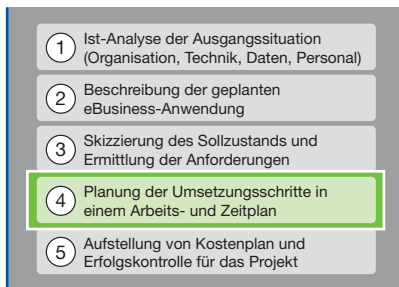 1 Ist-Analyse der Ausgangssituation
(Organisation, Technik, Daten, Personal)
2 Beschreibung der geplanten
eBusiness-Anwendung
3 Skizzierung des Sollzustands und
Ermittlung der Anforderungen
4 Planung der Umsetzungsschritte in
einem Arbeits- und Zeitplan
5 Aufstellung von Kostenplan und
Erfolgskontrolle für das Projekt